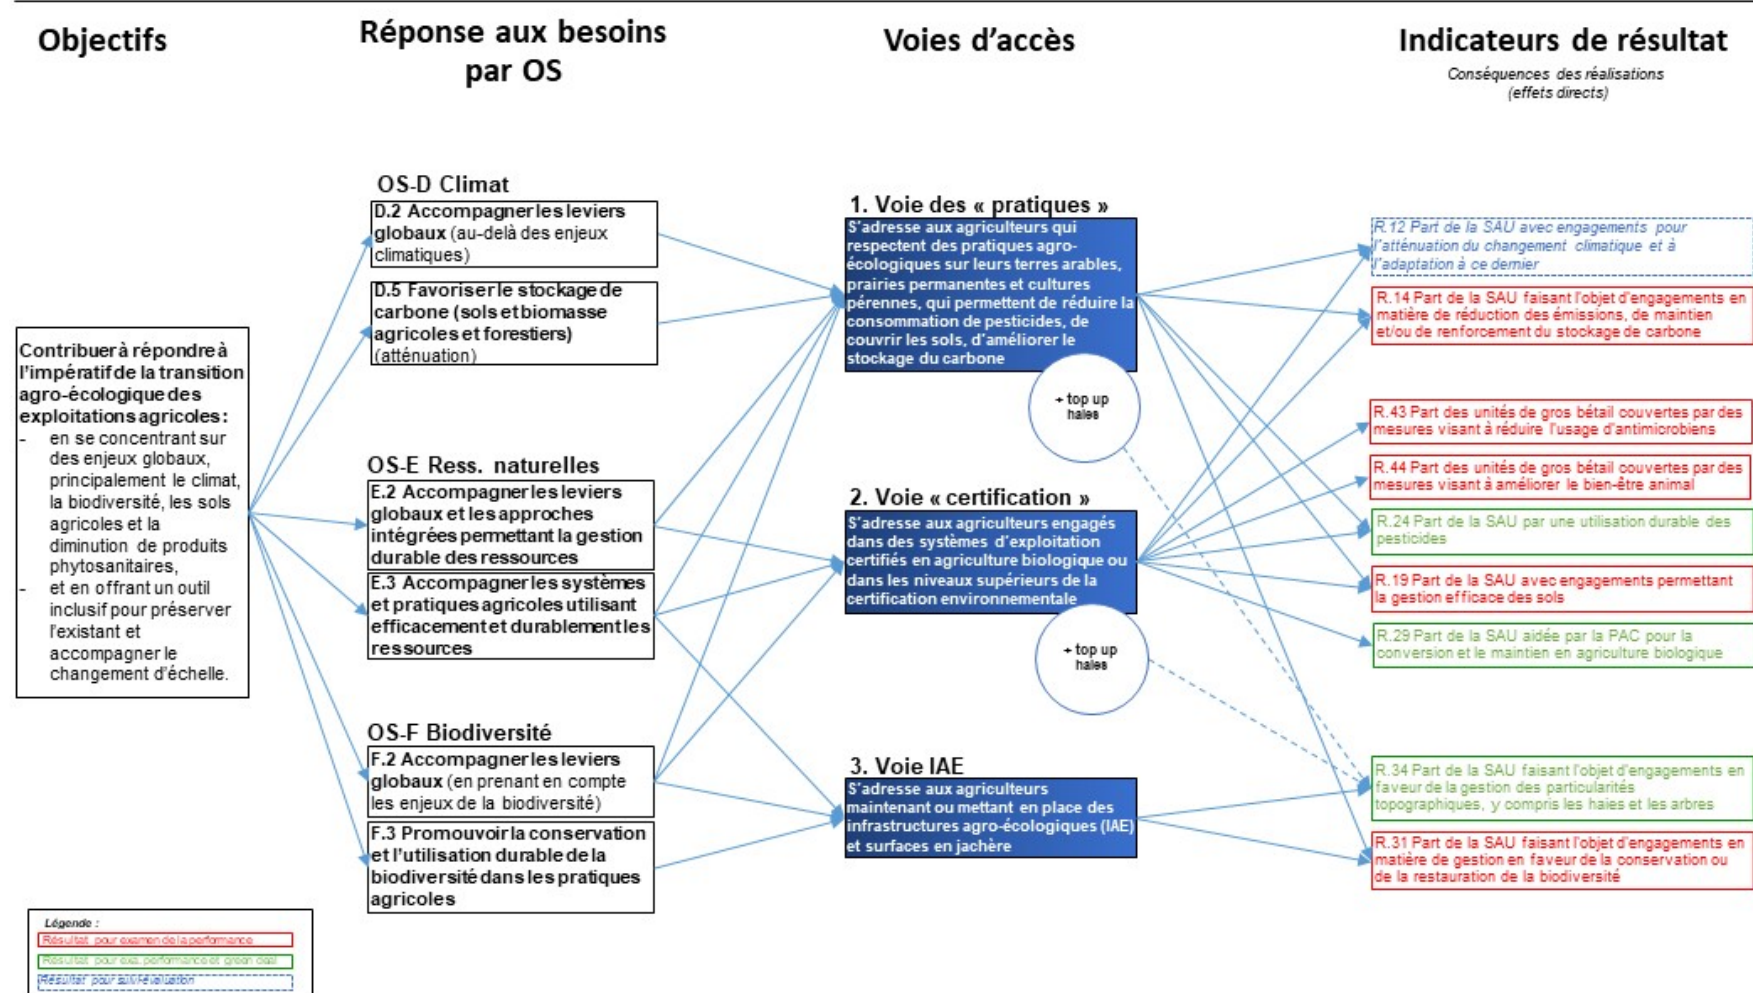 Objectifs
Réponse aux besoins
par OS
Voies d'accès
Indicateurs de résultat
Conséquences des réalisations
(effets directs)
Contribuer à répondre à
l'impératif de la transition
agro-écologique des
exploitations agricoles :
- en se concentrant sur
des enjeux globaux,
principalement le climat,
la biodiversité, les sols
agricoles et la
diminution de produits
phytosanitaires,
- et en offrant un outil
inclusif pour préserver
l'existant et
accompagner le
changement d'échelle.
OS-D Climat
D.2 Accompagner les leviers
globaux (au-delà des enjeux
climatiques)
D.5 Favoriser le stockage de
carbone (sols et biomasse
agricoles et forestiers)
(atténuation)
OS-E Ress. naturelles
E.2 Accompagner les leviers
globaux et les approches
intégrées permettant la gestion
durable des ressources
E.3 Accompagner les systèmes
et pratiques agricoles utilisant
efficacement et durablement les
ressources
OS-F Biodiversité
F.2 Accompagner les leviers
globaux (en prenant en compte
les enjeux de la biodiversité)
F.3 Promouvoir la conservation
et l'utilisation durable de la
biodiversité dans les pratiques
agricoles
1. Voie des « pratiques »
S'adresse aux agriculteurs qui
respectent des pratiques agro-
écologiques sur leurs terres arables,
prairies permanentes et cultures
pérennes, qui permettent de réduire la
consommation de pesticides, de
couvrir les sols, d'améliorer le
stockage du carbone
+ top up
haies
2. Voie « certification »
S'adresse aux agriculteurs engagés
dans des systèmes d'exploitation
certifiés en agriculture biologique ou
dans les niveaux supérieurs de la
certification environnementale
+ top up
haies
3. Voie IAE
S'adresse aux agriculteurs
maintenant ou mettant en place des
infrastructures agro-écologiques (IAE)
et surfaces en jachère
R.12 Part de la SAU avec engagements pour
l'atténuation du changement climatique et à
l'adaptation à ce dernier
R.14 Part de la SAU faisant l'objet d'engagements en
matière de réduction des émissions, de maintien
et/ou de renforcement du stockage de carbone
R.43 Part des unités de gros bétail couvertes par des
mesures visant à réduire l'usage d'antimicrobiens
R.44 Part des unités de gros bétail couvertes par des
mesures visant à améliorer le bien-être animal
R.24 Part de la SAU par une utilisation durable des
pesticides
R.19 Part de la SAU avec engagements permettant
la gestion efficace des sols
R.29 Part de la SAU aidée par la PAC pour la
conversion et le maintien en agriculture biologique
R.34 Part de la SAU faisant l'objet d'engagements en
faveur de la gestion des particularités
topographiques, y compris les haies et les arbres
R.31 Part de la SAU faisant l'objet d'engagements en
matière de gestion en faveur de la conservation ou
de la restauration de la biodiversité
Légende :
Résultat pour examen de la performance
Résultat pour exa. performance et green deal
Résultat pour suivi-évaluation